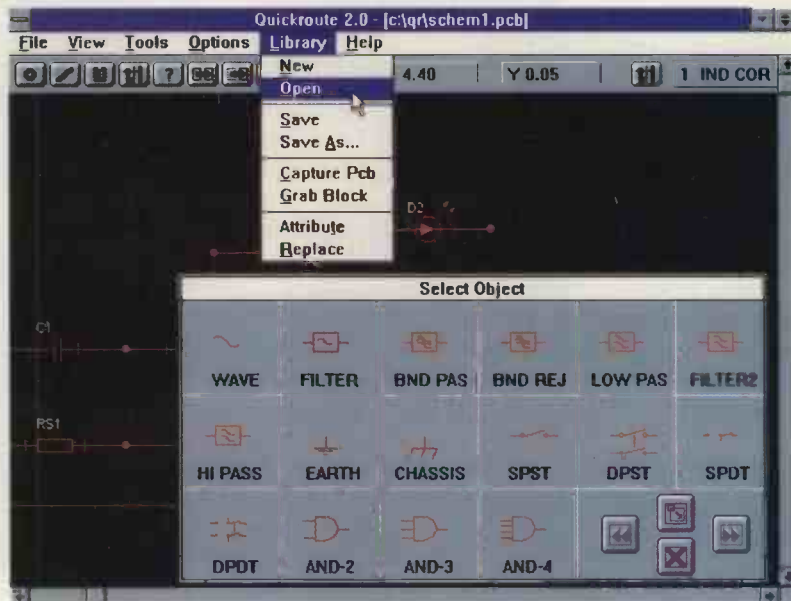 Quickroute 2.0 - [c:\qr\schem1.pcb]
File View Tools Options Library Help
? 4.40 Y 0.05 1 IND COR
New
Open
Save
Save As...
Capture Pcb
Grab Block
Attribute
Replace
D2
C1
RS1
Select Object
WAVE FILTER BND PAS BND REJ LOW PAS FILTER2
HI PASS EARTH CHASSIS SPST DPST SPDT
DPDT AND-2 AND-3 AND-4